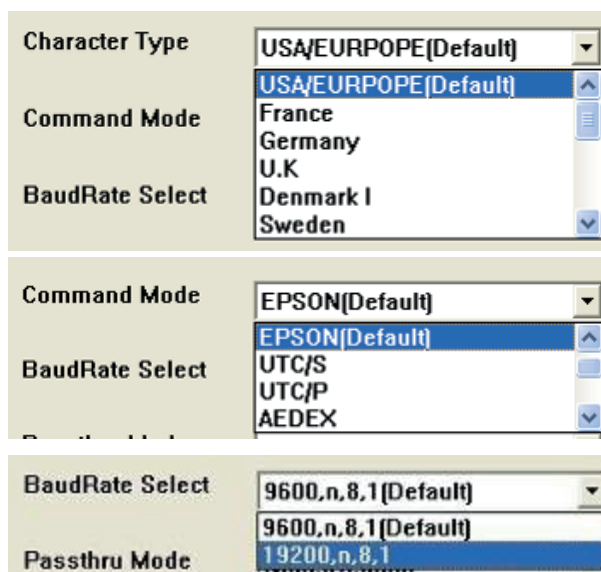 Character Type USA/EURPOPE(Default)
USA/EURPOPE(Default)
France
Command Mode
Germany
U.K
BaudRate Select Denmark I
Sweden
Command Mode EPSON(Default)
EPSON(Default)
BaudRate Select UTC/S
UTC/P
AEDEX
BaudRate Select 9600,n,8,1(Default)
9600,n,8,1(Default)
Passthru Mode 19200,n,8,1